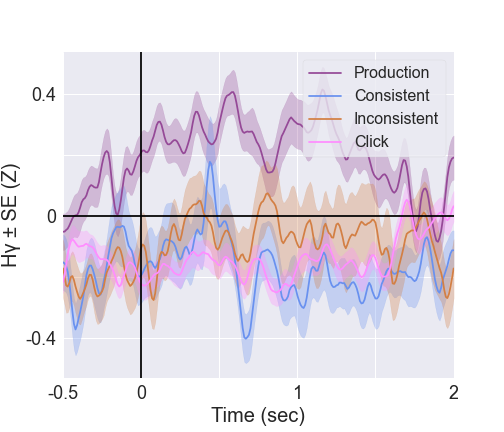 Production
Consistent
Inconsistent
Click
0.4
0
-0.4
Hγ ± SE (Z)
-0.5 0 1 2
Time (sec)